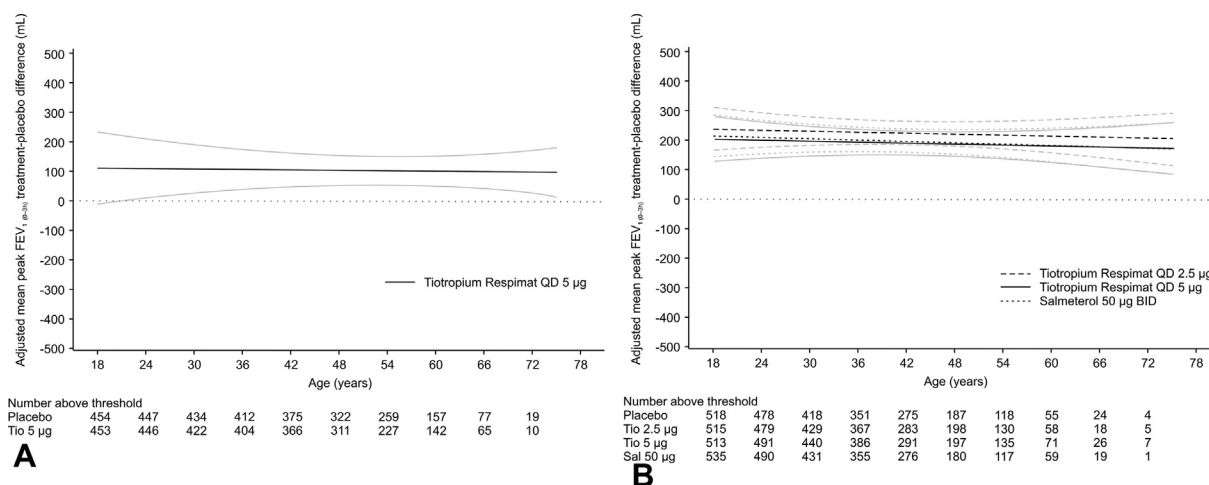 Adjusted mean peak FEV1 (0–3h) treatment-placebo difference (mL)
500
400
300
200
100
0
-100
-200
-300
-400
-500
Tiotropium Respimat QD 5 µg
18 24 30 36 42 48 54 60 66 72 78
Age (years)
Number above threshold
Placebo 454 447 434 412 375 322 259 157 77 19
Tio 5 µg 453 446 422 404 366 311 227 142 65 10
A
Adjusted mean peak FEV1 (0–3h) treatment-placebo difference (mL)
500
400
300
200
100
0
-100
-200
-300
-400
-500
Tiotropium Respimat QD 2.5 µg
Tiotropium Respimat QD 5 µg
Salmeterol 50 µg BID
18 24 30 36 42 48 54 60 66 72 78
Age (years)
Number above threshold
Placebo 518 478 418 351 275 187 118 55 24 4
Tio 2.5 µg 515 479 429 367 283 198 130 58 18 5
Tio 5 µg 513 491 440 386 291 197 135 71 26 7
Sal 50 µg 535 490 431 355 276 180 117 59 19 1
B